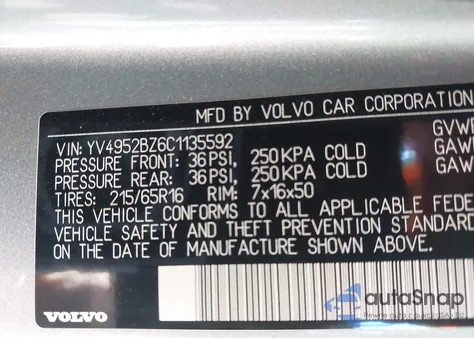 MFD BY VOLVO CAR CORPORATION
VIN: YV4952BZ6C1135592 GVWR
PRESSURE FRONT: 36PSI, 250KPA COLD GAW
PRESSURE REAR: 36PSI, 250KPA COLD GAW
TIRES: 215/65R16 RIM: 7x16x50
THIS VEHICLE CONFORMS TO ALL APPLICABLE FEDE
VEHICLE SAFETY AND THEFT PREVENTION STANDARD
ON THE DATE OF MANUFACTURE SHOWN ABOVE.
VOLVO
autoSnap